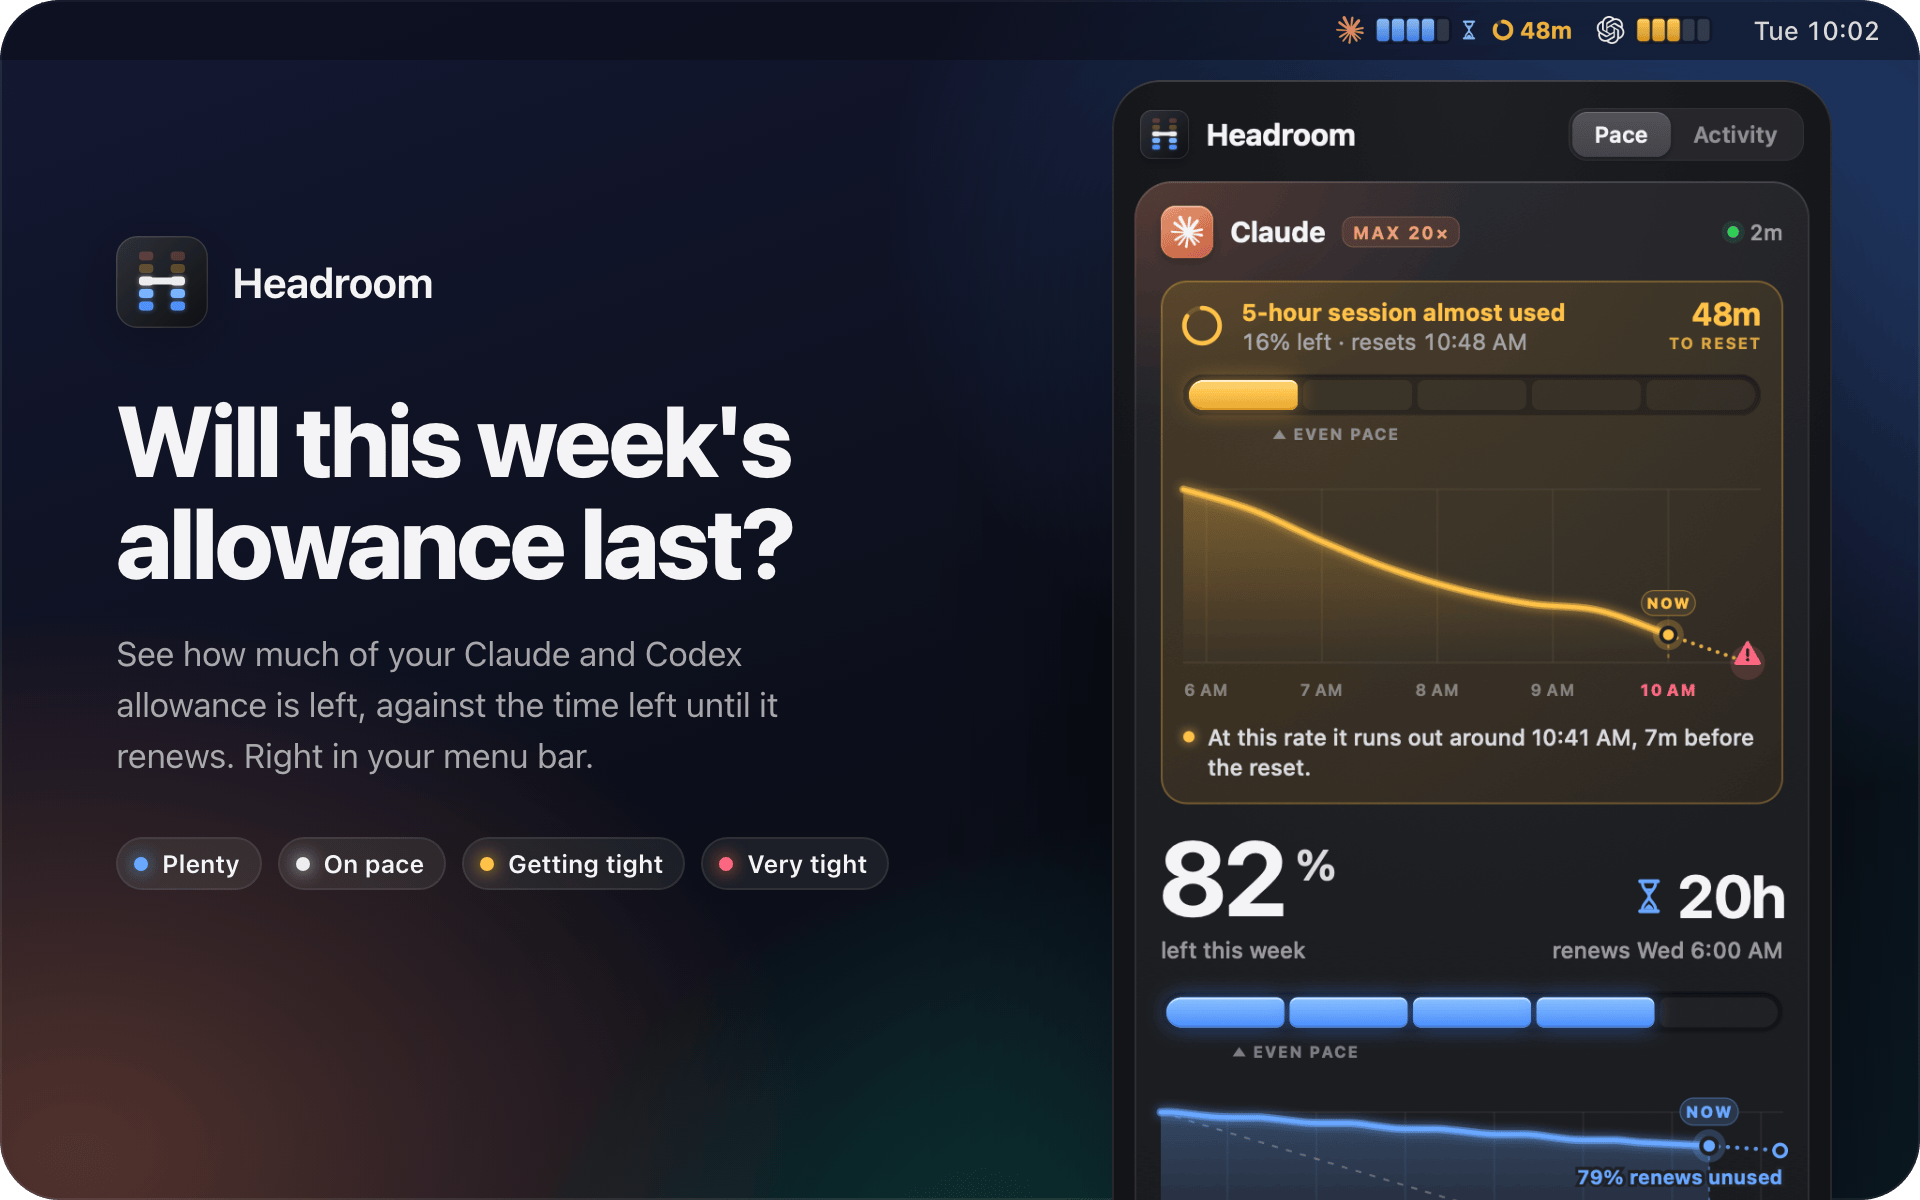 48m
Tue 10:02
Headroom
Will this week's
allowance last?
See how much of your Claude and Codex
allowance is left, against the time left until it
renews. Right in your menu bar.
Plenty
On pace
Getting tight
Very tight
Headroom
Pace
Activity
Claude
MAX 20×
2m
5-hour session almost used
48m
16% left · resets 10:48 AM
TO RESET
EVEN PACE
NOW
6 AM
7 AM
8 AM
9 AM
10 AM
At this rate it runs out around 10:41 AM, 7m before
the reset.
82%
20h
left this week
renews Wed 6:00 AM
EVEN PACE
NOW
79% renews unused